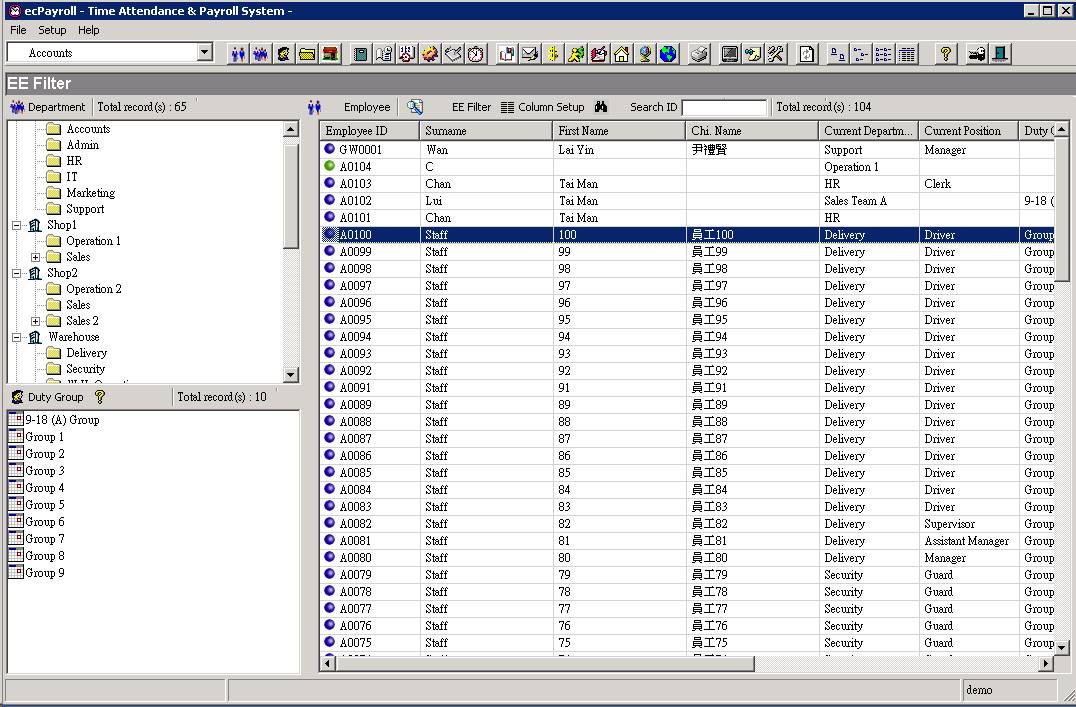 ecPayroll - Time Attendance & Payroll System -
File Setup Help
Accounts
EE Filter
Department Total record(s) : 65
Employee EE Filter Column Setup Search ID Total record(s) : 104
Accounts
Admin
HR
IT
Marketing
Support
Shop1
Operation 1
Sales
Shop2
Operation 2
Sales
Sales 2
Warehouse
Delivery
Security
Duty Group Total record(s) : 10
9-18 (A) Group
Group 1
Group 2
Group 3
Group 4
Group 5
Group 6
Group 7
Group 8
Group 9
Employee ID Surname First Name Chi. Name Current Departm... Current Position Duty
GW0001 Wan Lai Yin 尹禮賢 Support Manager
A0104 C Operation 1
A0103 Chan Tai Man HR Clerk
A0102 Lui Tai Man Sales Team A 9-18 (
A0101 Chan Tai Man HR
A0100 Staff 100 員工100 Delivery Driver Group
A0099 Staff 99 員工99 Delivery Driver Group
A0098 Staff 98 員工98 Delivery Driver Group
A0097 Staff 97 員工97 Delivery Driver Group
A0096 Staff 96 員工96 Delivery Driver Group
A0095 Staff 95 員工95 Delivery Driver Group
A0094 Staff 94 員工94 Delivery Driver Group
A0093 Staff 93 員工93 Delivery Driver Group
A0092 Staff 92 員工92 Delivery Driver Group
A0091 Staff 91 員工91 Delivery Driver Group
A0089 Staff 89 員工89 Delivery Driver Group
A0088 Staff 88 員工88 Delivery Driver Group
A0087 Staff 87 員工87 Delivery Driver Group
A0086 Staff 86 員工86 Delivery Driver Group
A0085 Staff 85 員工85 Delivery Driver Group
A0084 Staff 84 員工84 Delivery Driver Group
A0083 Staff 83 員工83 Delivery Driver Group
A0082 Staff 82 員工82 Delivery Supervisor Group
A0081 Staff 81 員工81 Delivery Assistant Manager Group
A0080 Staff 80 員工80 Delivery Manager Group
A0079 Staff 79 員工79 Security Guard Group
A0078 Staff 78 員工78 Security Guard Group
A0077 Staff 77 員工77 Security Guard Group
A0076 Staff 76 員工76 Security Guard Group
A0075 Staff 75 員工75 Security Guard Group
demo